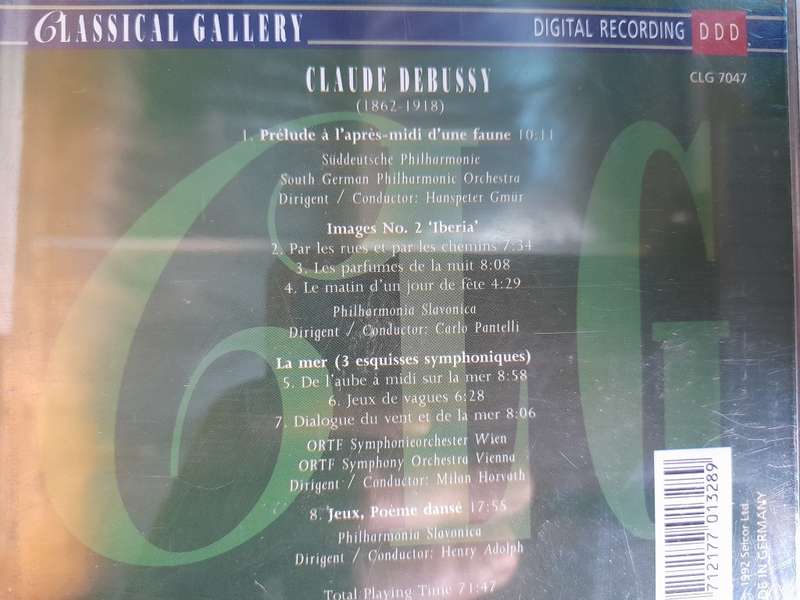 CLASSICAL GALLERY
DIGITAL RECORDING DDD
CLG 7047
CLAUDE DEBUSSY
(1862-1918)
1. Prélude à l'après-midi d'une faune 10:11
Süddeutsche Philharmonie
South German Philharmonic Orchestra
Dirigent / Conductor: Hanspeter Gmür
Images No. 2 'Iberia'
2. Par les rues et par les chemins 7:34
3. Les parfumes de la nuit 8:08
4. Le matin d'un jour de fête 4:29
Philharmonia Slavonica
Dirigent / Conductor: Carlo Pantelli
La mer (3 esquisses symphoniques)
5. De l'aube à midi sur la mer 8:58
6. Jeux de vagues 6:28
7. Dialogue du vent et de la mer 8:06
ORTF Symphonieorchester Wien
ORTF Symphony Orchestra Vienna
Dirigent / Conductor: Milan Horvath
8. Jeux, Poème dansé 17:55
Philharmonia Slavonica
Dirigent / Conductor: Henry Adolph
Total Playing Time 71:47
CLG
712177 013289
1992 Selcor Ltd.
DE IN GERMANY